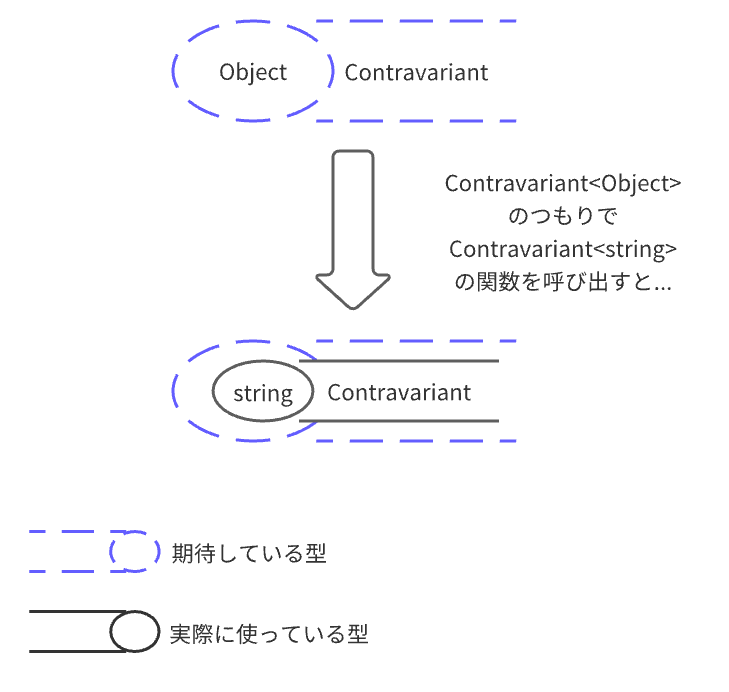 Object
Contravariant
Contravariant<Object>
のつもりで
Contravariant<string>
の関数を呼び出すと...
string
Contravariant
期待している型
実際に使っている型